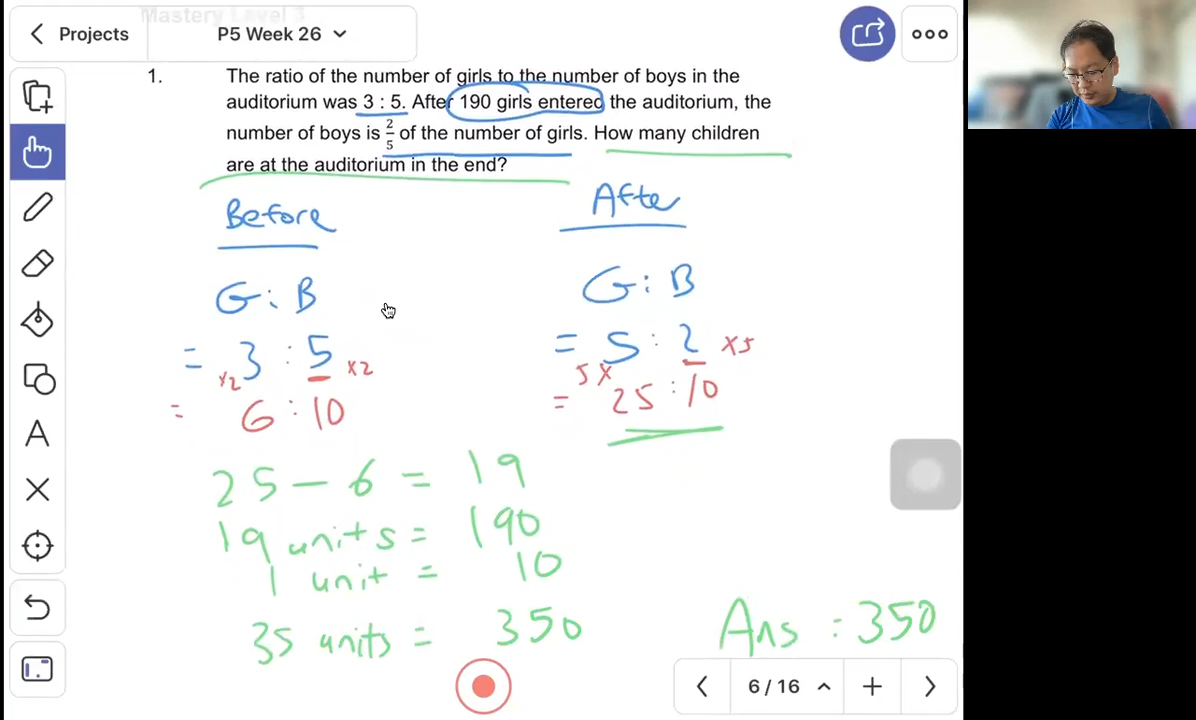 Mastery Level 3
Projects
P5 Week 26
1. The ratio of the number of girls to the number of boys in the
auditorium was 3 : 5. After 190 girls entered the auditorium, the
number of boys is 2/5 of the number of girls. How many children
are at the auditorium in the end?
Before
After
G : B
G : B
= 3 : 5 x2
x2
= 5 : 2 x5
5 x
= 6 : 10
= 25 : 10
25 - 6 = 19
19 units = 190
1 unit = 10
35 units = 350
Ans : 350
A
6 / 16